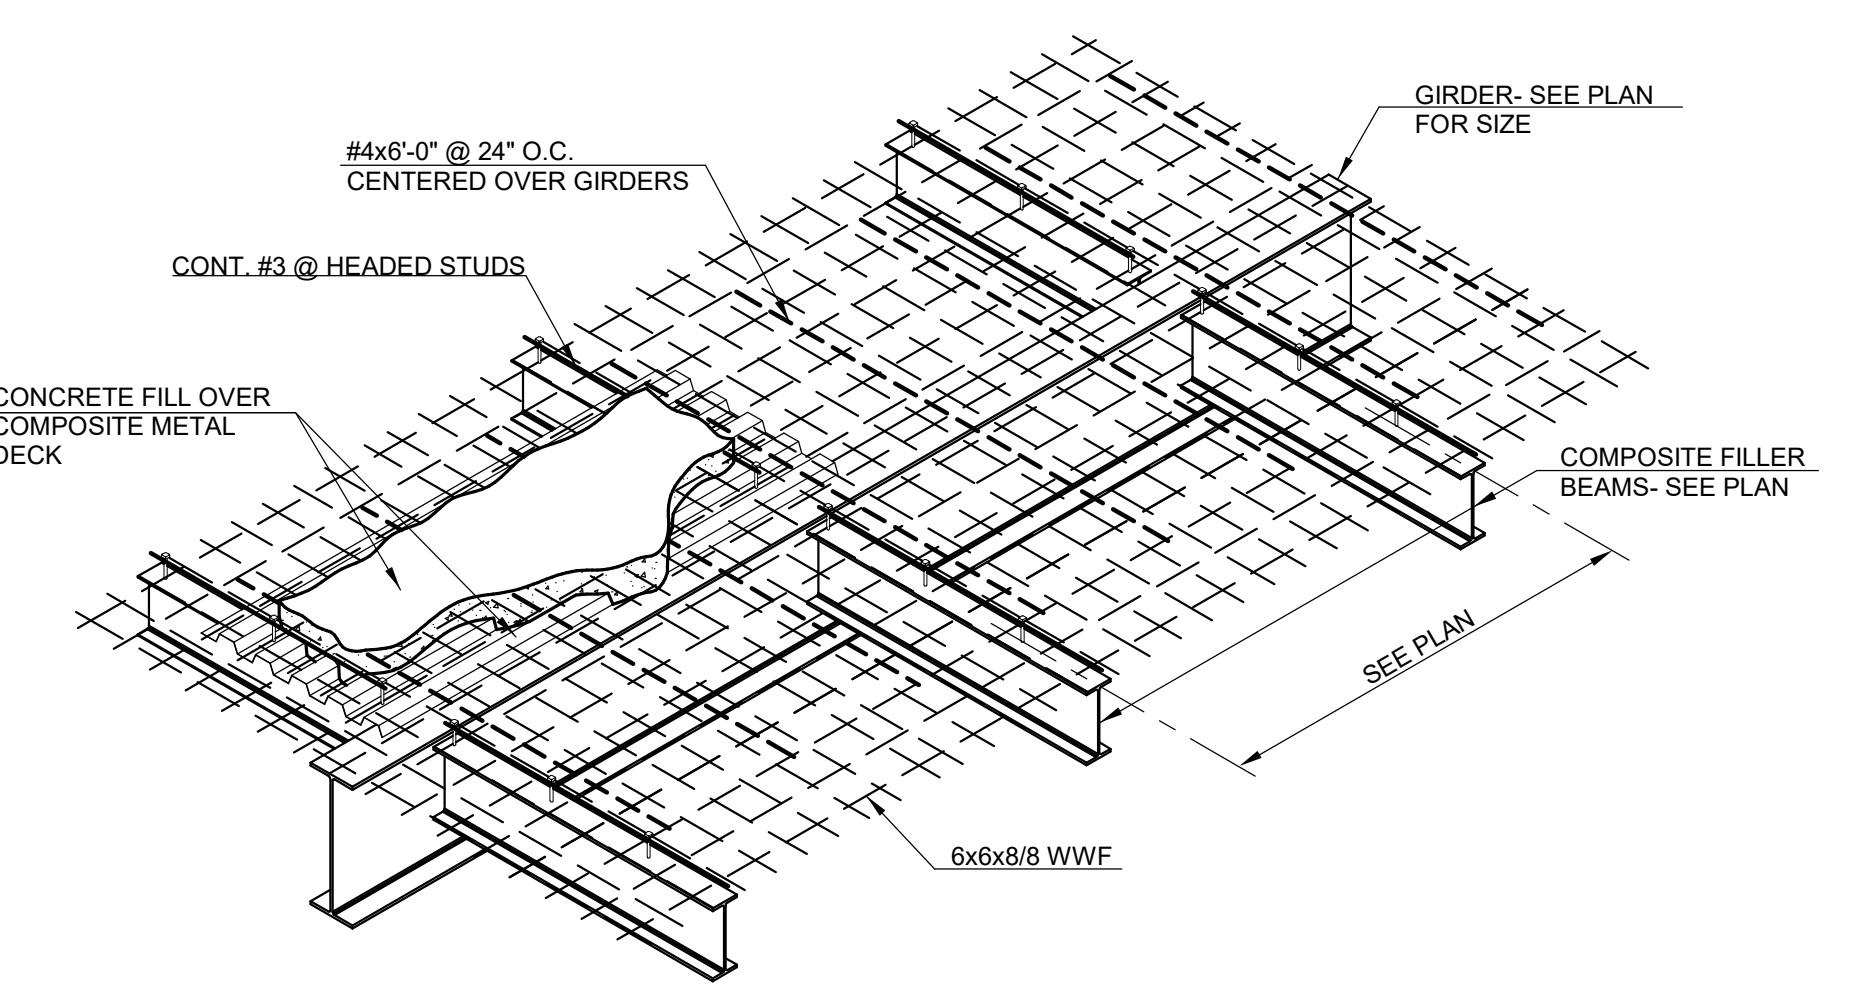 GIRDER- SEE PLAN
FOR SIZE
#4x6'-0" @ 24" O.C.
CENTERED OVER GIRDERS
CONT. #3 @ HEADED STUDS
CONCRETE FILL OVER
COMPOSITE METAL
DECK
COMPOSITE FILLER
BEAMS- SEE PLAN
SEE PLAN
6x6x8/8 WWF